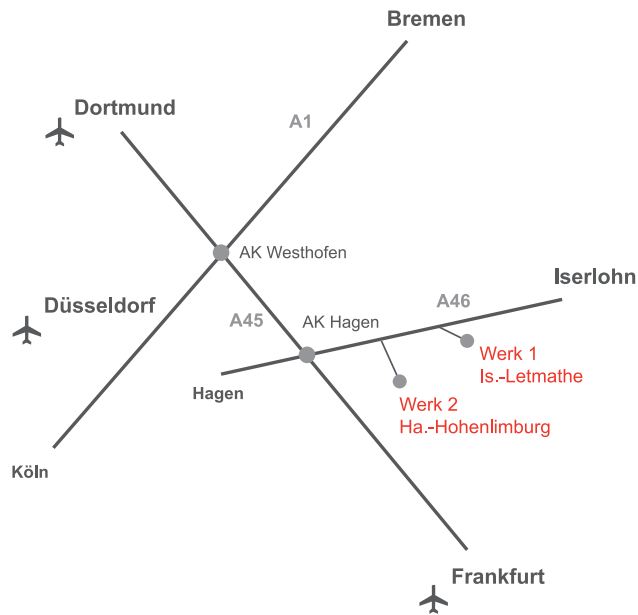 Bremen
Dortmund
A1
AK Westhofen
Iserlohn
Düsseldorf
A46
A45
AK Hagen
Werk 1
Is.-Letmathe
Hagen
Werk 2
Ha.-Hohenlimburg
Köln
Frankfurt